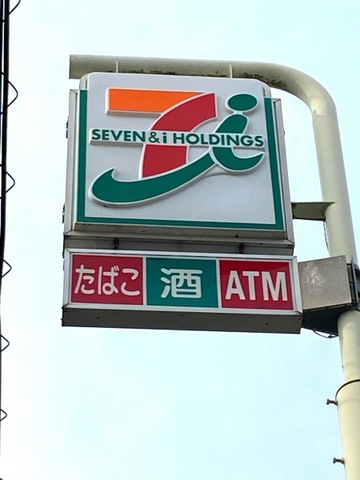 SEVEN & i HOLDINGS
たばこ 酒 ATM